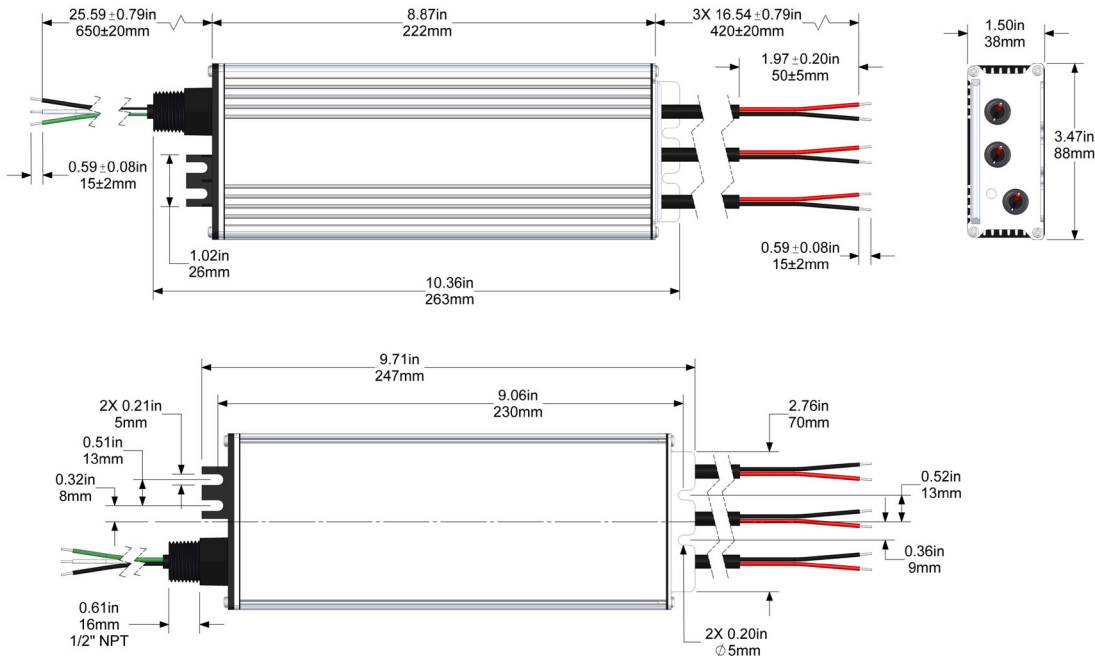 25.59±0.79in
650±20mm
8.87in
222mm
3X 16.54±0.79in
420±20mm
1.97±0.20in
50±5mm
1.50in
38mm
3.47in
88mm
0.59±0.08in
15±2mm
1.02in
26mm
0.59±0.08in
15±2mm
10.36in
263mm
9.71in
247mm
9.06in
230mm
2X 0.21in
5mm
2.76in
70mm
0.51in
13mm
0.32in
8mm
0.52in
13mm
0.36in
9mm
0.61in
16mm
1/2" NPT
2X 0.20in
∅5mm